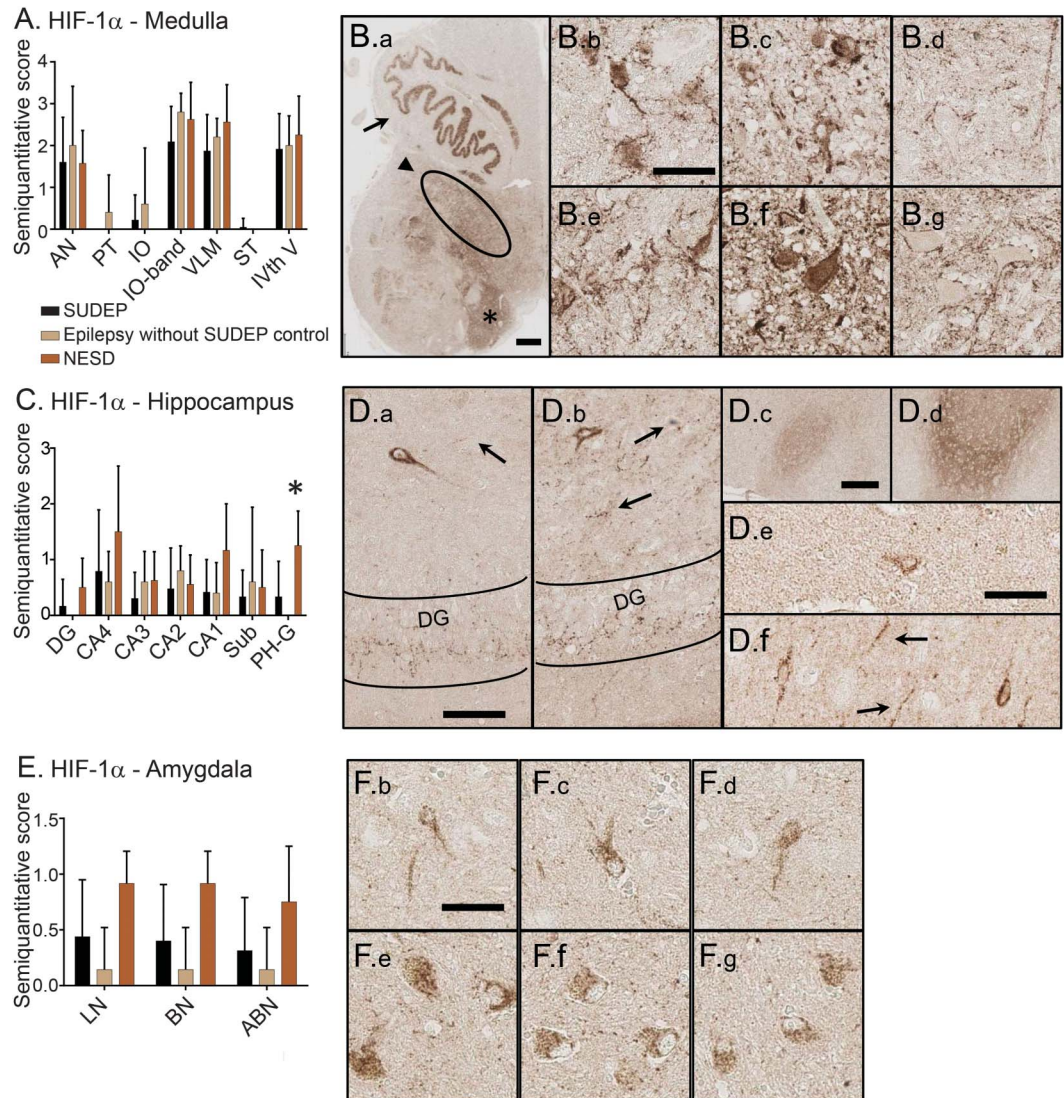 A. HIF-1α - Medulla
Semiquantitative score
4
3
2
1
0
AN
PT
IO
IO-band
VLM
ST
IVth V
SUDEP
Epilepsy without SUDEP control
NESD
B.a
*
B.b
B.c
B.d
B.e
B.f
B.g
C. HIF-1α - Hippocampus
Semiquantitative score
3
2
1
0
*
DG
CA4
CA3
CA2
CA1
Sub
PH-G
D.a
DG
D.b
DG
D.c
D.d
D.e
D.f
E. HIF-1α - Amygdala
Semiquantitative score
1.5
1.0
0.5
0.0
LN
BN
ABN
F.b
F.c
F.d
F.e
F.f
F.g